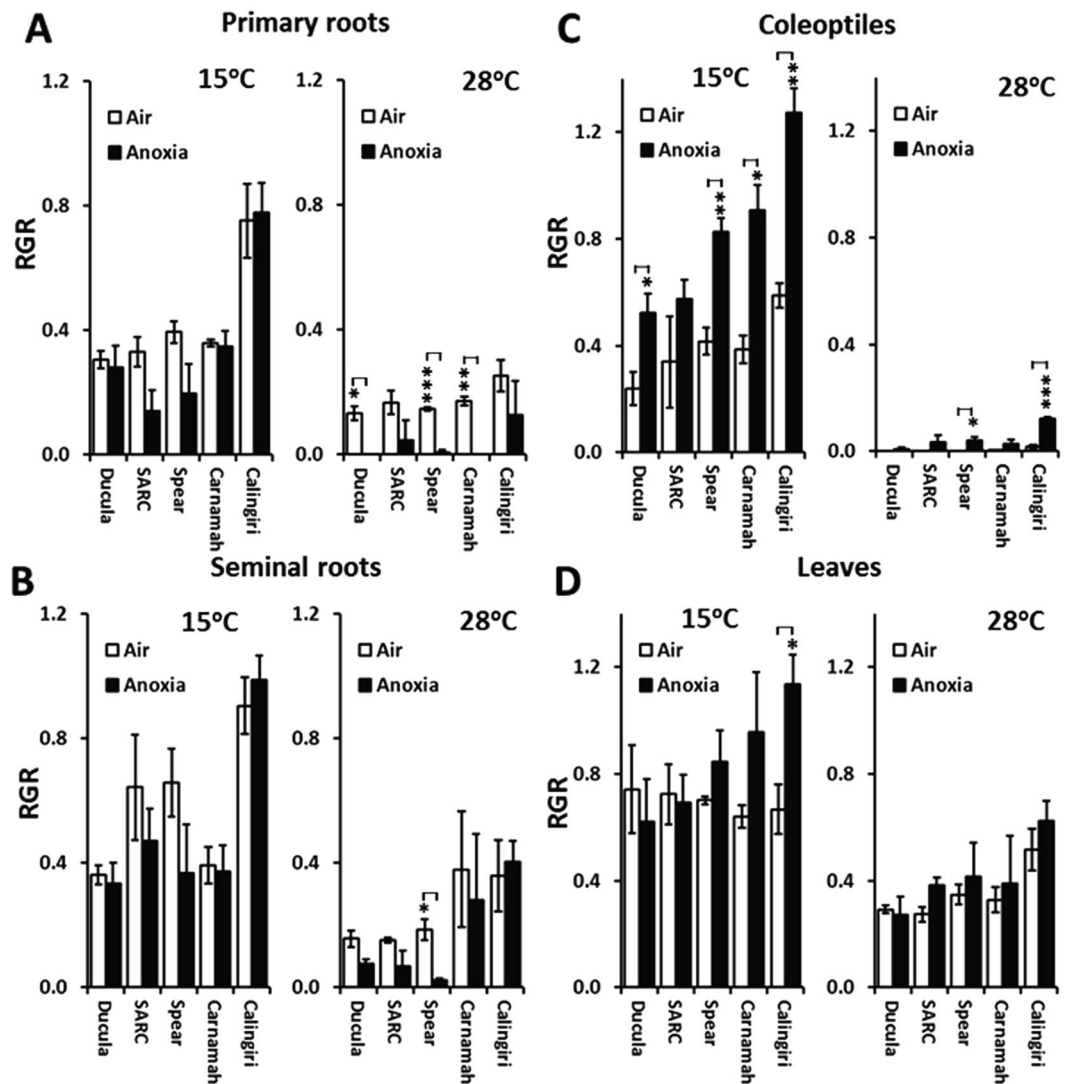 A
Primary roots
15°C
28°C
Air
Anoxia
Air
Anoxia
RGR
1.2
0.8
0.4
0.0
1.2
0.8
0.4
0.0
*
***
**
Ducula
SARC
Spear
Carnamah
Calingiri
Ducula
SARC
Spear
Carnamah
Calingiri
C
Coleoptiles
15°C
28°C
Air
Anoxia
Air
Anoxia
RGR
1.2
0.8
0.4
0.0
1.2
0.8
0.4
0.0
*
**
*
**
*
***
Ducula
SARC
Spear
Carnamah
Calingiri
Ducula
SARC
Spear
Carnamah
Calingiri
B
Seminal roots
15°C
28°C
Air
Anoxia
Air
Anoxia
RGR
1.2
0.8
0.4
0.0
1.2
0.8
0.4
0.0
*
Ducula
SARC
Spear
Carnamah
Calingiri
Ducula
SARC
Spear
Carnamah
Calingiri
D
Leaves
15°C
28°C
Air
Anoxia
Air
Anoxia
RGR
1.2
0.8
0.4
0.0
1.2
0.8
0.4
0.0
*
Ducula
SARC
Spear
Carnamah
Calingiri
Ducula
SARC
Spear
Carnamah
Calingiri